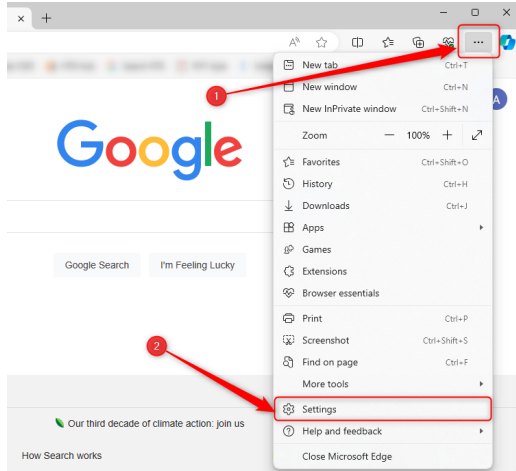 New tab Ctrl+T
1
New window Ctrl+N
New InPrivate window Ctrl+Shift+N
A
Zoom 100%
Google
Favorites Ctrl+Shift+O
History Ctrl+H
Downloads Ctrl+J
Apps
Games
Google Search I'm Feeling Lucky
Extensions
Browser essentials
Print Ctrl+P
Screenshot Ctrl+Shift+S
2
Find on page Ctrl+F
More tools
Settings
Our third decade of climate action: join us
Help and feedback
How Search works
Close Microsoft Edge